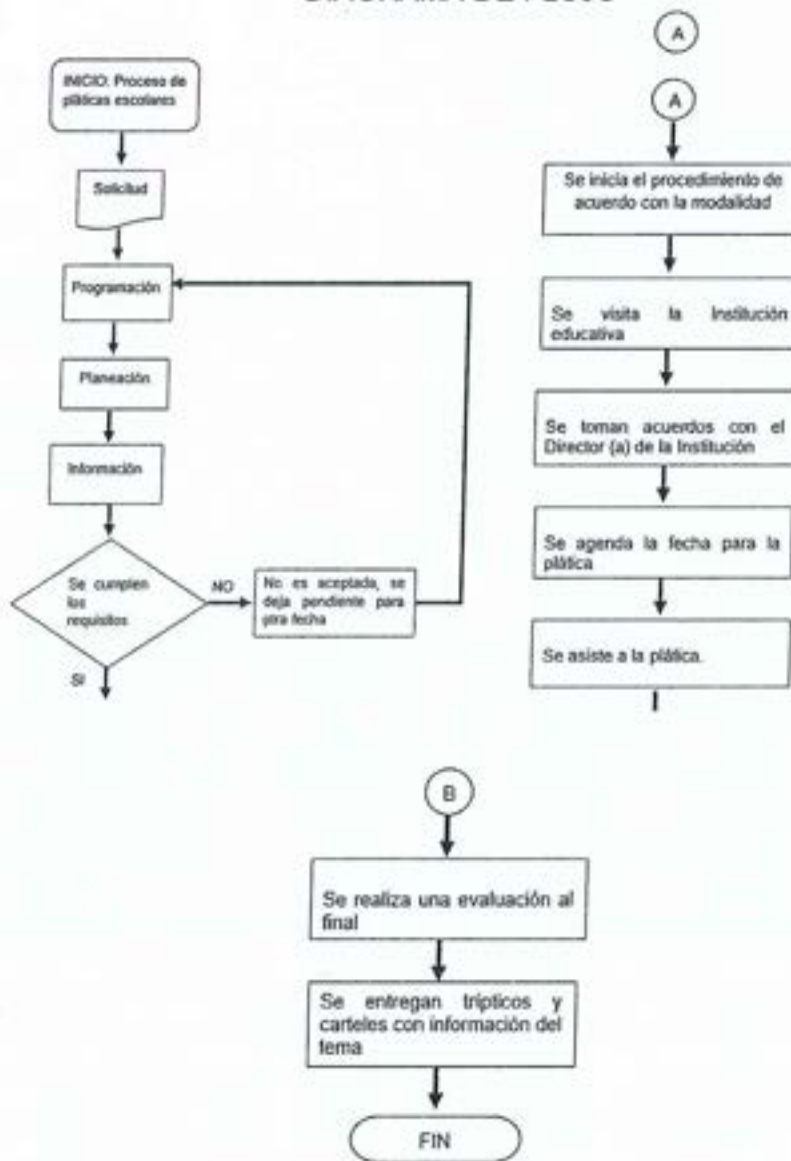 INICIO: Proceso de
pláticas escolares
Solicitud
Programación
Planeación
Información
Se cumplen
los
requisitos
NO
No es aceptada, se
deja pendiente para
otra fecha
SI
A
A
Se inicia el procedimiento de
acuerdo con la modalidad
Se visita la Institución
educativa
Se toman acuerdos con el
Director (a) de la Institución
Se agenda la fecha para la
plática
Se asiste a la plática.
B
Se realiza una evaluación al
final
Se entregan trípticos y
carteles con información del
tema
FIN